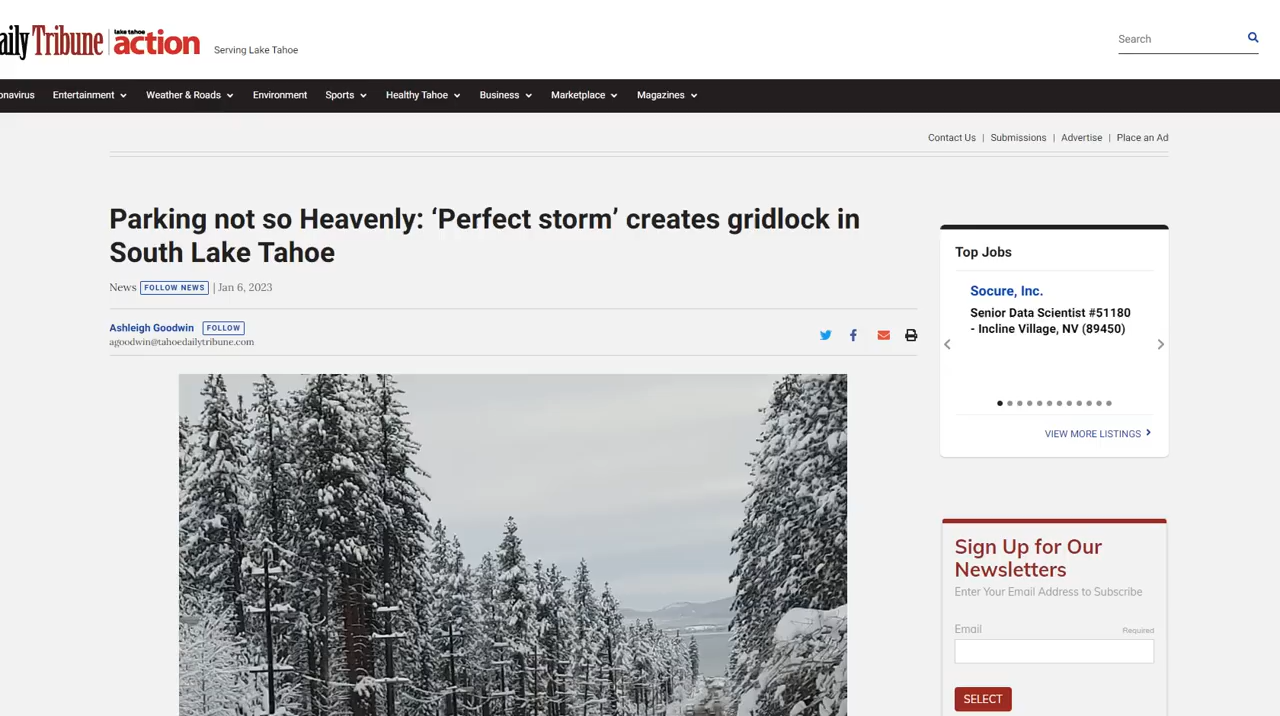 aily Tribune lake tahoe action Serving Lake Tahoe
Search
onavirus Entertainment Weather & Roads Environment Sports Healthy Tahoe Business Marketplace Magazines
Contact Us | Submissions | Advertise | Place an Ad
Parking not so Heavenly: ‘Perfect storm’ creates gridlock in
South Lake Tahoe
News FOLLOW NEWS | Jan 6, 2023
Ashleigh Goodwin FOLLOW
agoodwin@tahoedailytribune.com
Top Jobs
Socure, Inc.
Senior Data Scientist #51180
- Incline Village, NV (89450)
VIEW MORE LISTINGS
Sign Up for Our
Newsletters
Enter Your Email Address to Subscribe
Email Required
SELECT